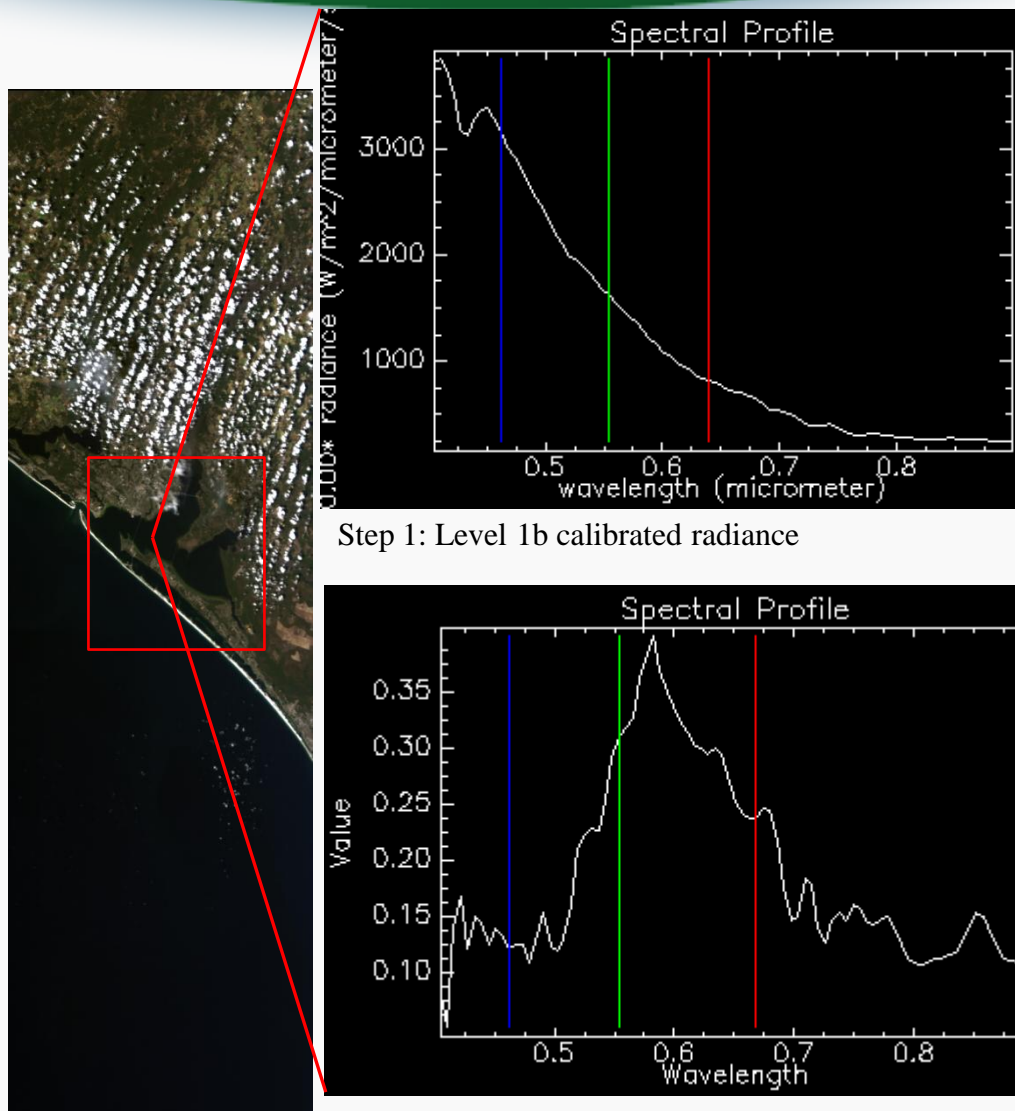 Spectral Profile
0.00* radiance (W/m^2/micrometer/s
3000
2000
1000
0.5 0.6 0.7 0.8
wavelength (micrometer)
Step 1: Level 1b calibrated radiance
Spectral Profile
Value
0.35
0.30
0.25
0.20
0.15
0.10
0.5 0.6 0.7 0.8
Wavelength